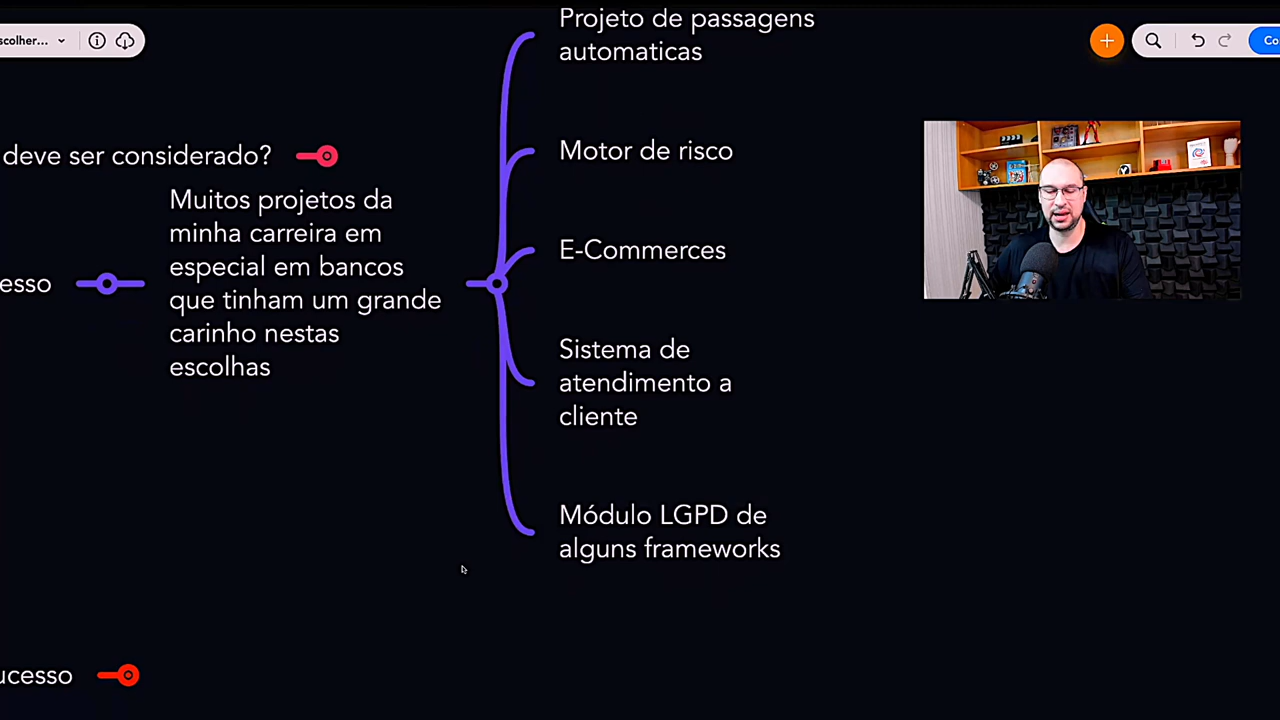 scolher...
Co
Projeto de passagens
automaticas
deve ser considerado?
Motor de risco
Muitos projetos da
minha carreira em
especial em bancos
que tinham um grande
carinho nestas
escolhas
esso
E-Commerces
Sistema de
atendimento a
cliente
Módulo LGPD de
alguns frameworks
ucesso